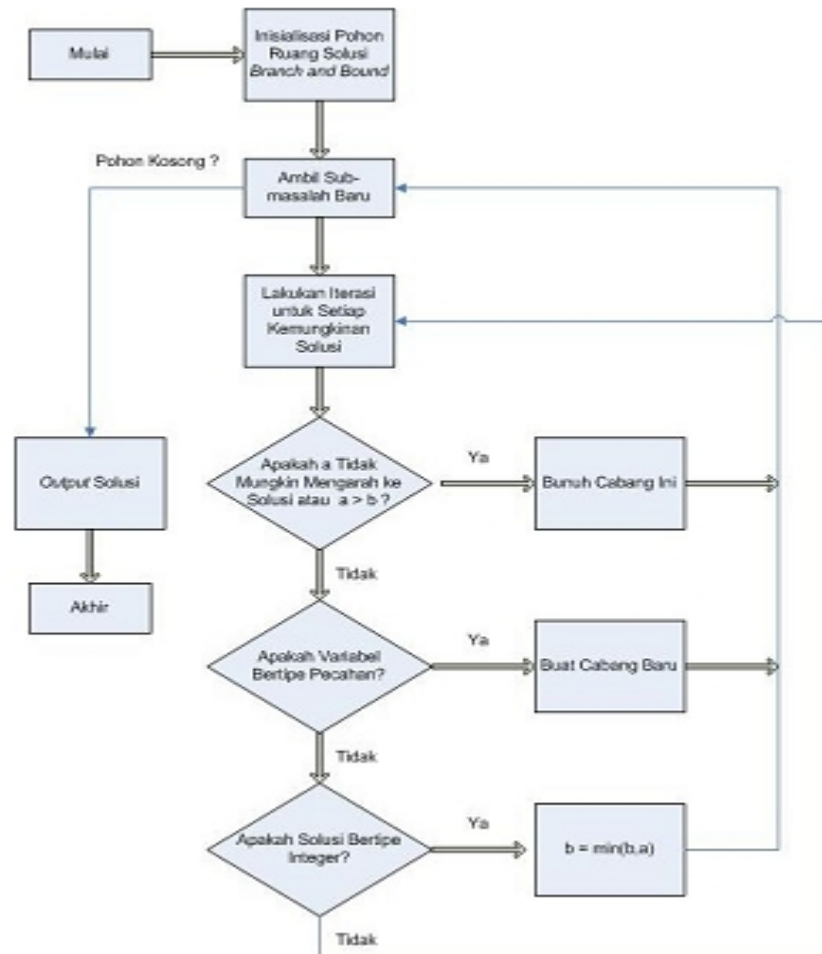 Mulai
Inisialisasi Pohon
Ruang Solusi
Branch and Bound
Pohon Kosong ?
Ambil Sub-
masalah Baru
Lakukan Iterasi
untuk Setiap
Kemungkinan
Solusi
Output Solusi
Akhir
Apakah a Tidak
Mungkin Mengarah ke
Solusi atau a > b ?
Ya
Bunuh Cabang Ini
Tidak
Apakah Variabel
Bertipe Pecahan?
Ya
Buat Cabang Baru
Tidak
Apakah Solusi Bertipe
Integer?
Ya
b = min(b,a)
Tidak